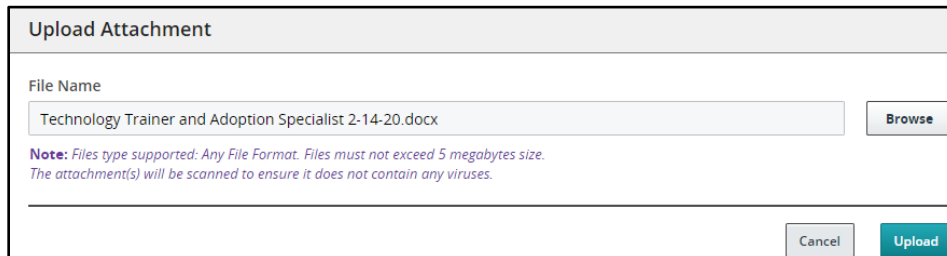 Upload Attachment
File Name
Technology Trainer and Adoption Specialist 2-14-20.docx
Browse
Note: Files type supported: Any File Format. Files must not exceed 5 megabytes size.
The attachment(s) will be scanned to ensure it does not contain any viruses.
Cancel
Upload